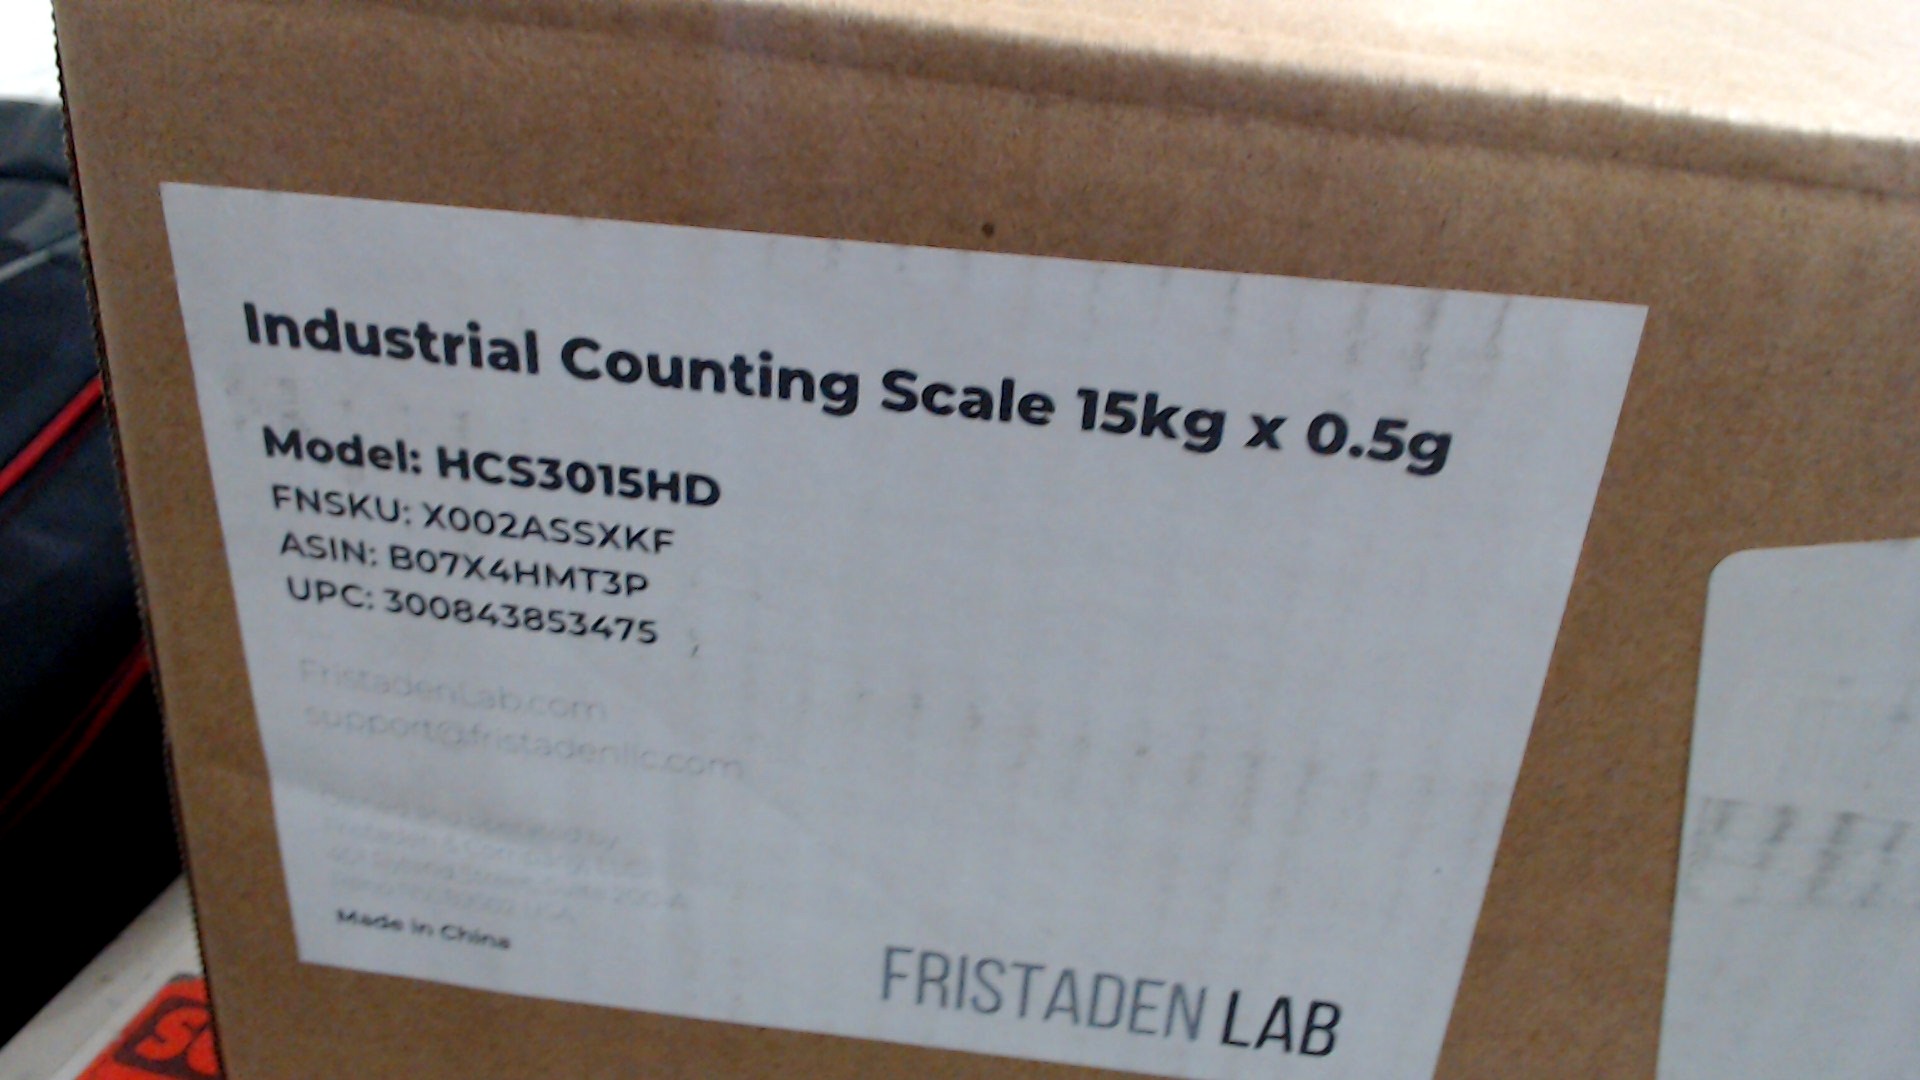 Industrial Counting Scale 15kg x 0.5g
Model: HCS3015HD
FNSKU: X002ASSXKF
ASIN: B07X4HMT3P
UPC: 300843853475
FristadenLab.com
support@fristadenllc.com
Made in China
FRISTADEN LAB